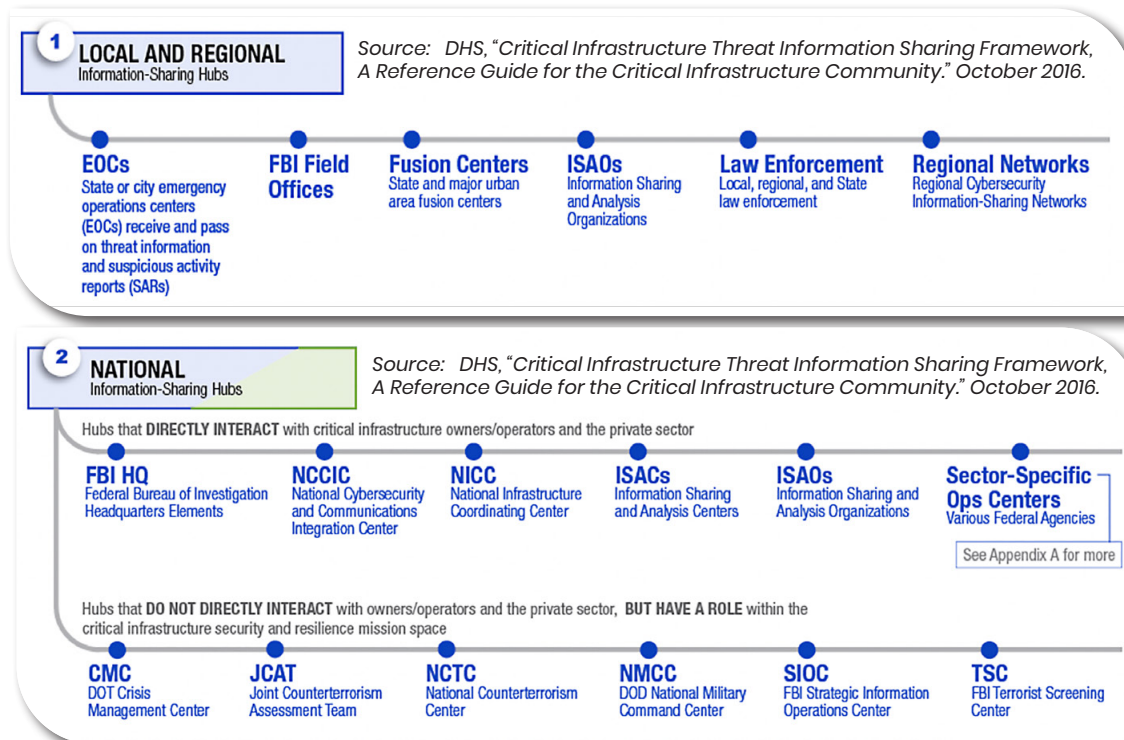 1
LOCAL AND REGIONAL
Information-Sharing Hubs
Source: DHS, “Critical Infrastructure Threat Information Sharing Framework,
A Reference Guide for the Critical Infrastructure Community.” October 2016.
EOCs
State or city emergency
operations centers
(EOCs) receive and pass
on threat information
and suspicious activity
reports (SARs)
FBI Field
Offices
Fusion Centers
State and major urban
area fusion centers
ISAOs
Information Sharing
and Analysis
Organizations
Law Enforcement
Local, regional, and State
law enforcement
Regional Networks
Regional Cybersecurity
Information-Sharing Networks
2
NATIONAL
Information-Sharing Hubs
Source: DHS, “Critical Infrastructure Threat Information Sharing Framework,
A Reference Guide for the Critical Infrastructure Community.” October 2016.
Hubs that DIRECTLY INTERACT with critical infrastructure owners/operators and the private sector
FBI HQ
Federal Bureau of Investigation
Headquarters Elements
NCCIC
National Cybersecurity
and Communications
Integration Center
NICC
National Infrastructure
Coordinating Center
ISACs
Information Sharing
and Analysis Centers
ISAOs
Information Sharing and
Analysis Organizations
Sector-Specific
Ops Centers
Various Federal Agencies
See Appendix A for more
Hubs that DO NOT DIRECTLY INTERACT with owners/operators and the private sector, BUT HAVE A ROLE within the
critical infrastructure security and resilience mission space
CMC
DOT Crisis
Management Center
JCAT
Joint Counterterrorism
Assessment Team
NCTC
National Counterterrorism
Center
NMCC
DOD National Military
Command Center
SIOC
FBI Strategic Information
Operations Center
TSC
FBI Terrorist Screening
Center